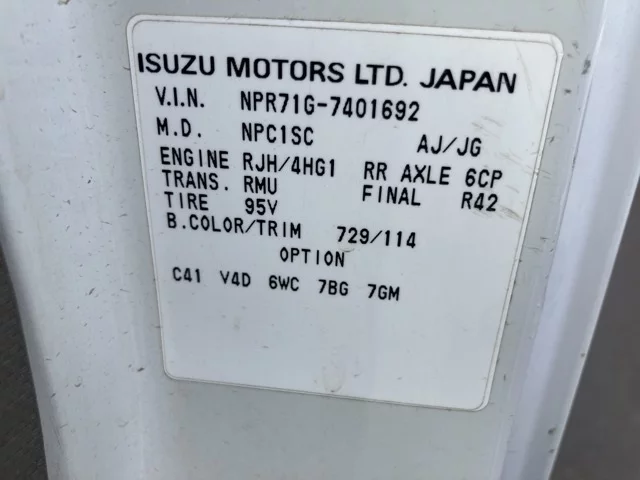 ISUZU MOTORS LTD. JAPAN
V.I.N. NPR71G-7401692
M.D. NPC1SC AJ/JG
ENGINE RJH/4HG1 RR AXLE 6CP
TRANS. RMU FINAL R42
TIRE 95V
B.COLOR/TRIM 729/114
OPTION
C41 V4D 6WC 7BG 7GM